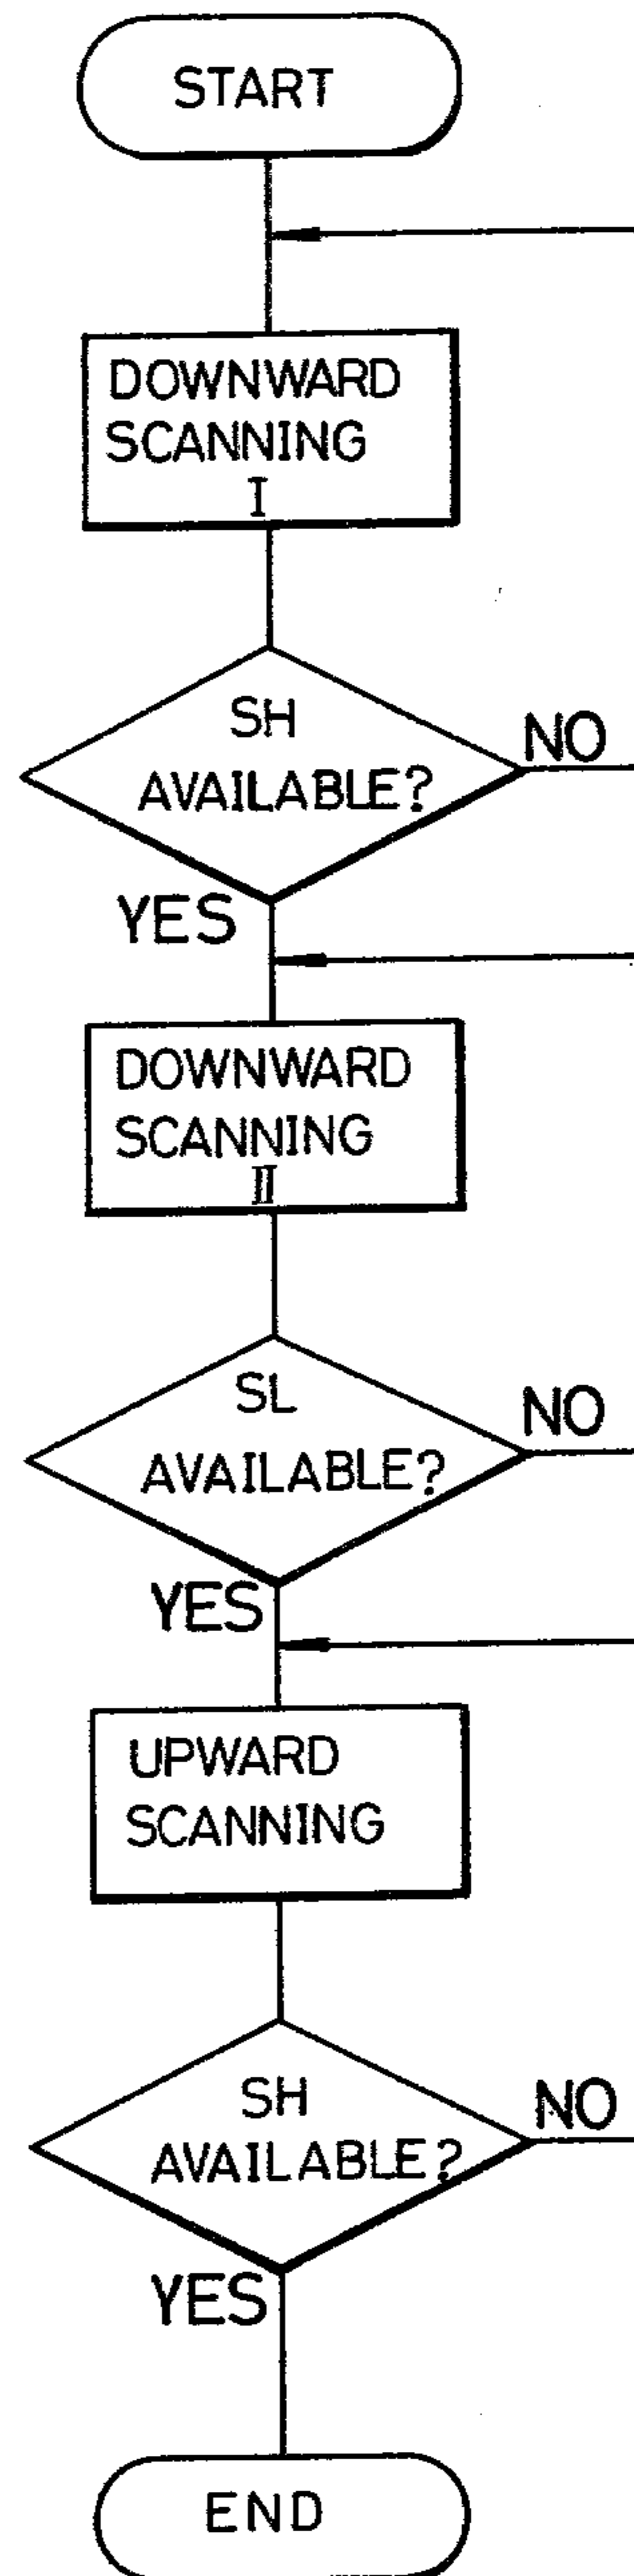 START
DOWNWARD
SCANNING
I
SH
AVAILABLE?
NO
YES
DOWNWARD
SCANNING
II
SL
AVAILABLE?
NO
YES
UPWARD
SCANNING
SH
AVAILABLE?
NO
YES
END